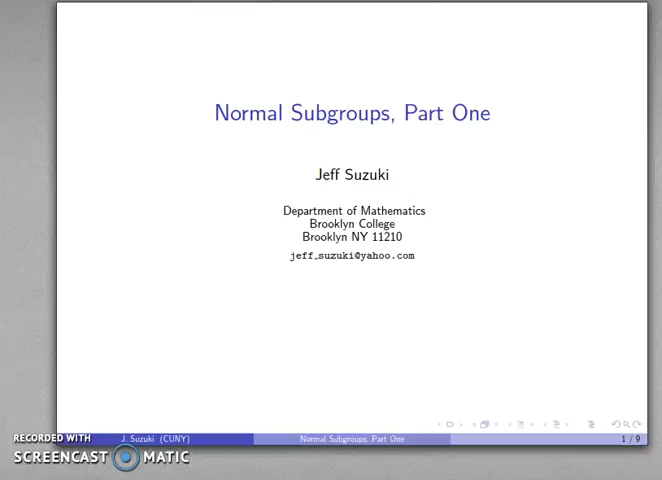 Normal Subgroups, Part One
Jeff Suzuki
Department of Mathematics
Brooklyn College
Brooklyn NY 11210
jeff_suzuki@yahoo.com
J. Suzuki (CUNY) Normal Subgroups, Part One 1 / 9
RECORDED WITH
SCREENCAST MATIC